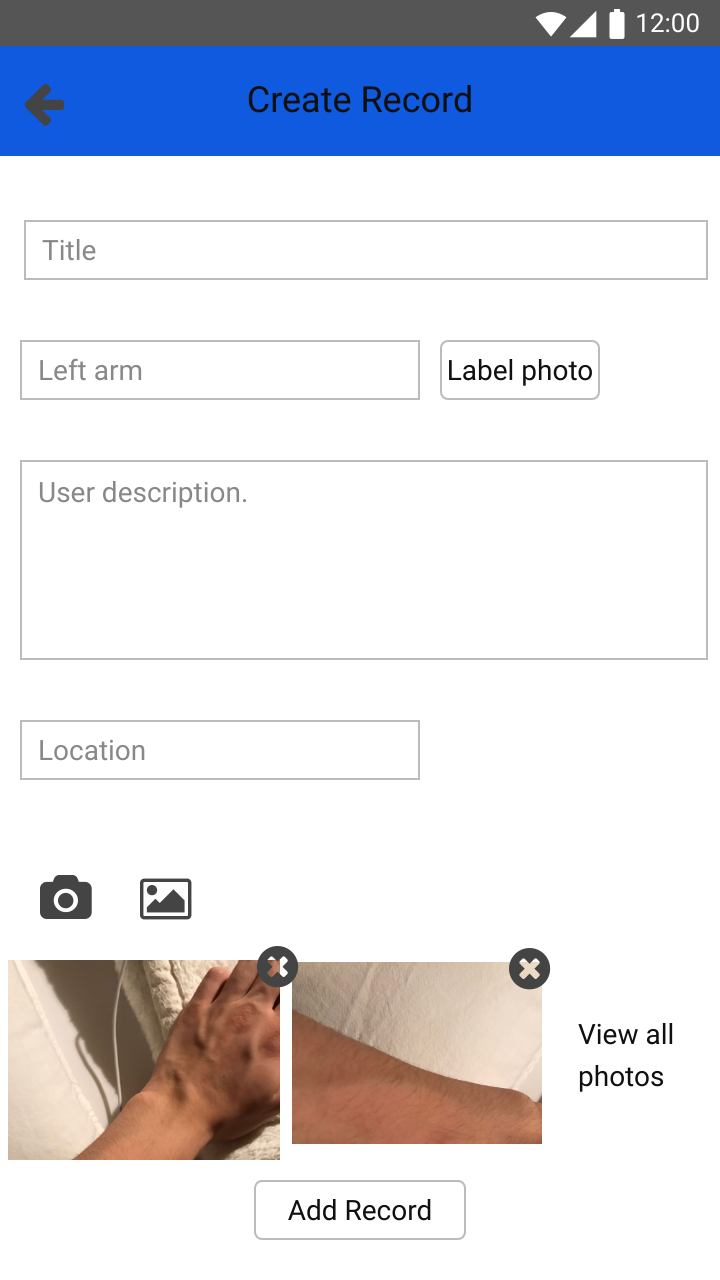 12:00
Create Record
Title
Left arm
Label photo
User description.
Location
View all
photos
Add Record